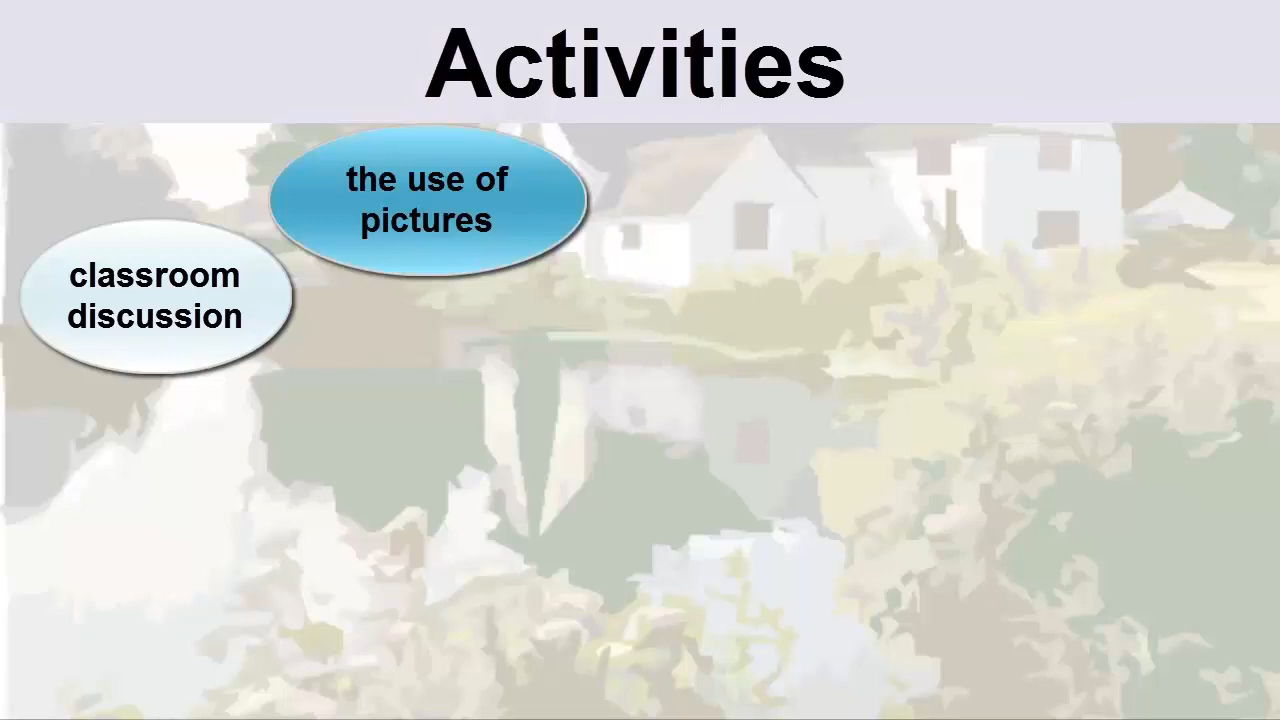 Activities
the use of
pictures
classroom
discussion